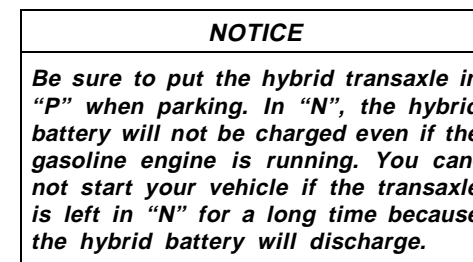 NOTICE
Be sure to put the hybrid transaxle in
“P” when parking. In “N”, the hybrid
battery will not be charged even if the
gasoline engine is running. You can
not start your vehicle if the transaxle
is left in “N” for a long time because
the hybrid battery will discharge.